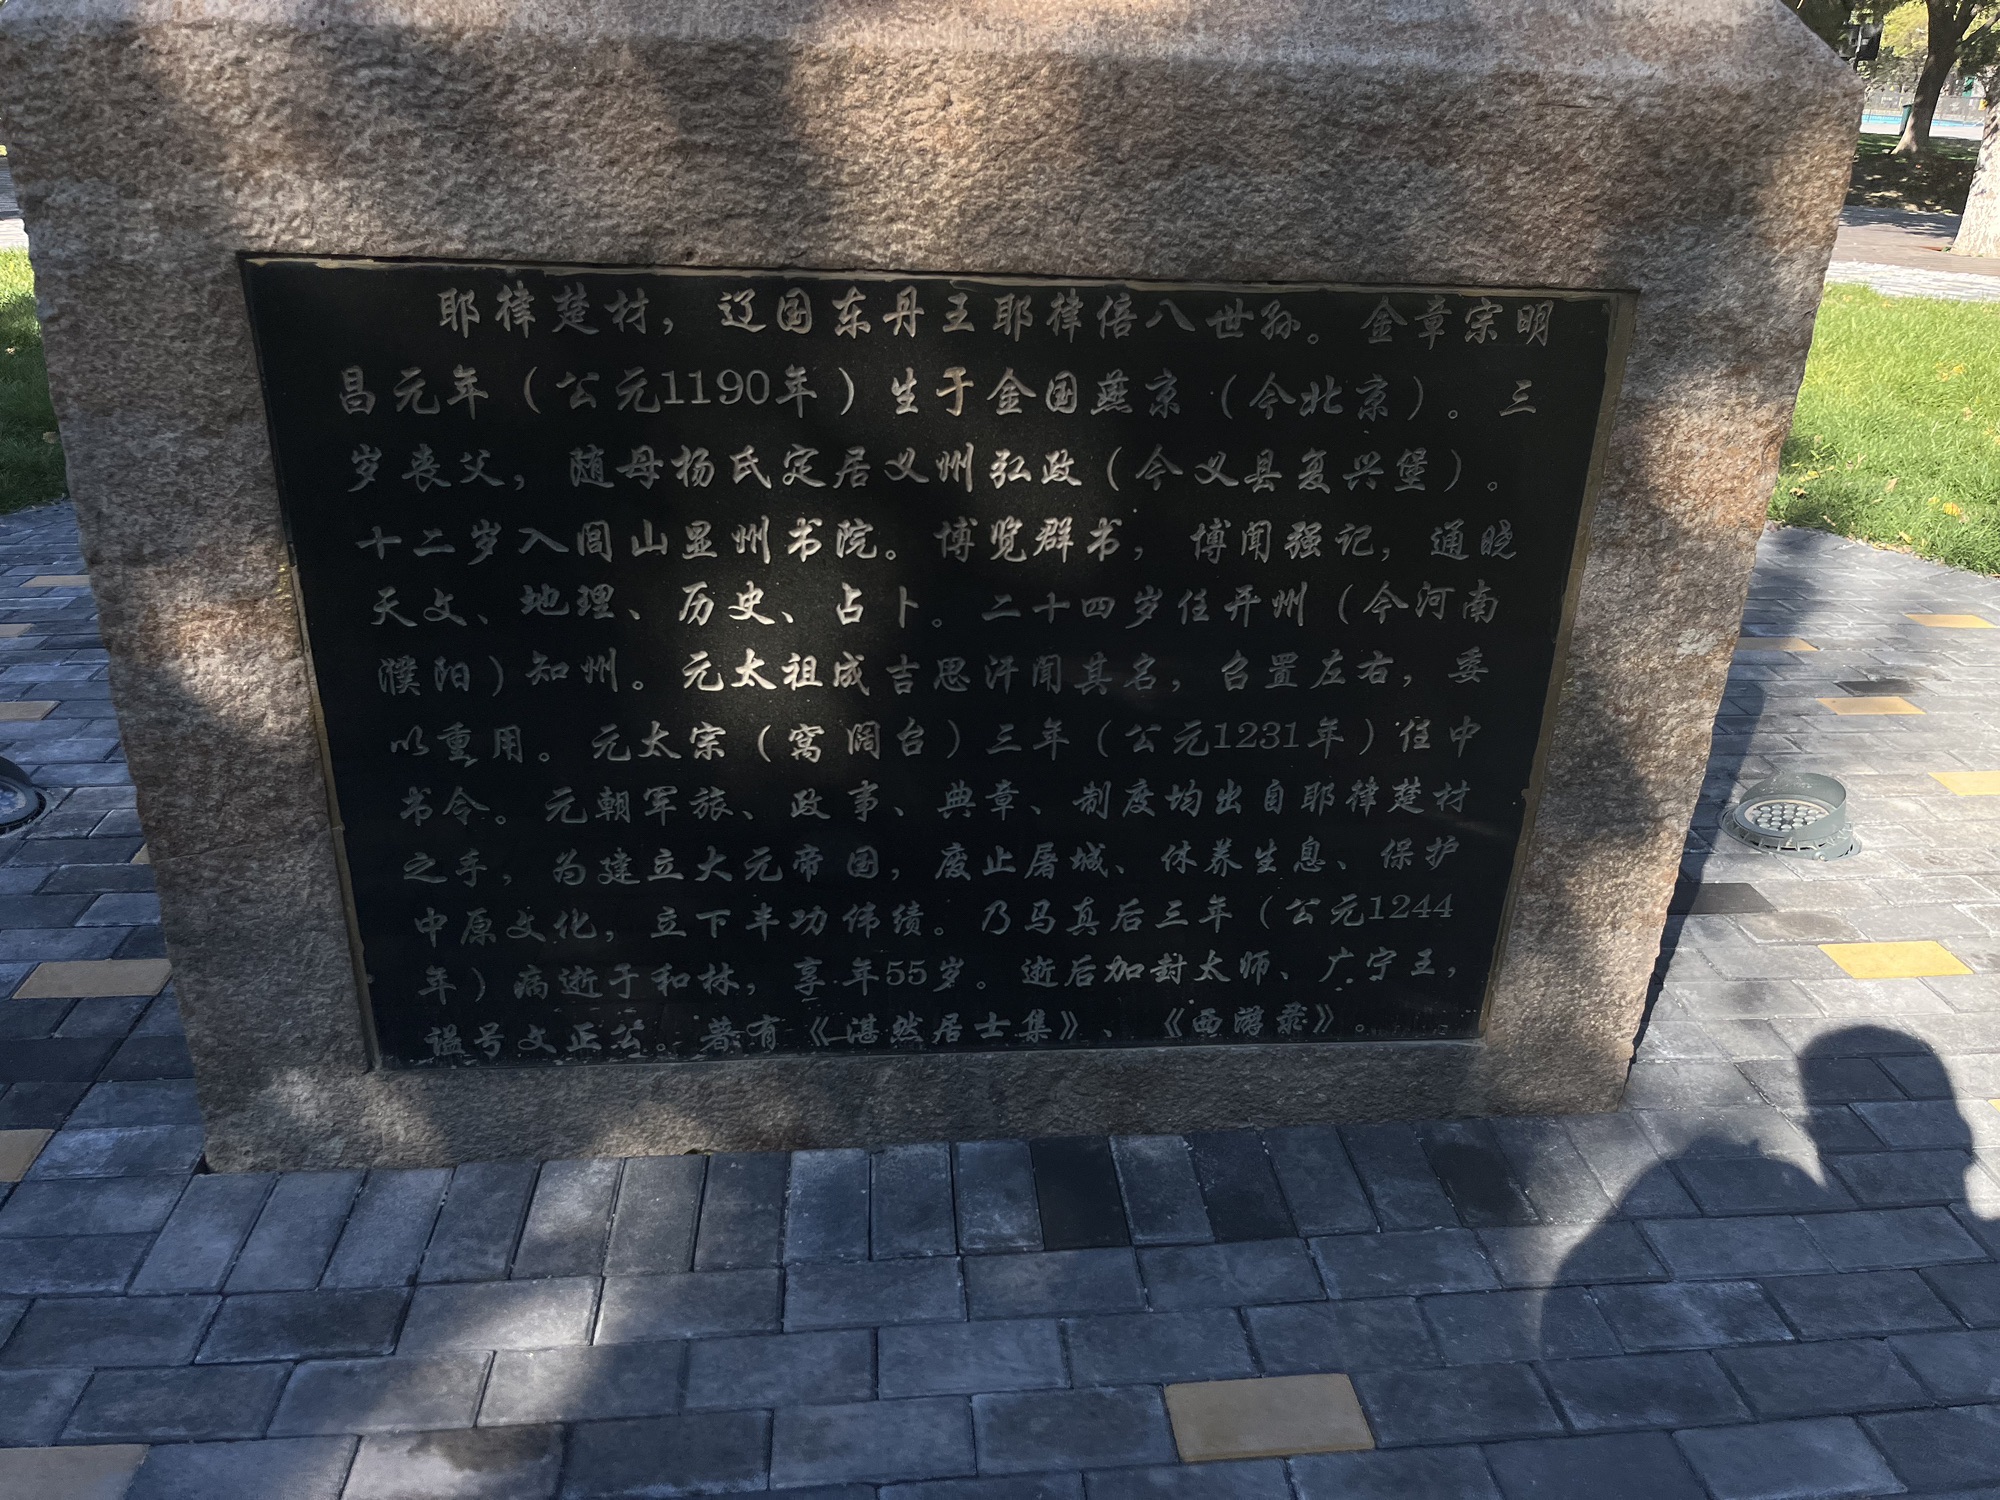 耶律楚材，辽国东丹王耶律倍八世孙。金章宗明
昌元年（公元1190年）生于金国燕京（今北京）。三
岁丧父，随母杨氏定居义州弘政（今义县复兴堡）。
十二岁入闾山显州书院。博览群书，博闻强记，通晓
天文、地理、历史、占卜。二十四岁任开州（今河南
濮阳）知州。元太祖成吉思汗闻其名，召置左右，委
以重用。元太宗（窝阔台）三年（公元1231年）任中
书令。元朝军旅、政事、典章、制度均出自耶律楚材
之手，为建立大元帝国，废止屠城、休养生息、保护
中原文化，立下丰功伟绩。乃马真后三年（公元1244
年）病逝于和林，享年55岁。逝后加封太师、广宁王，
谥号文正公。著有《湛然居士集》、《西游录》。